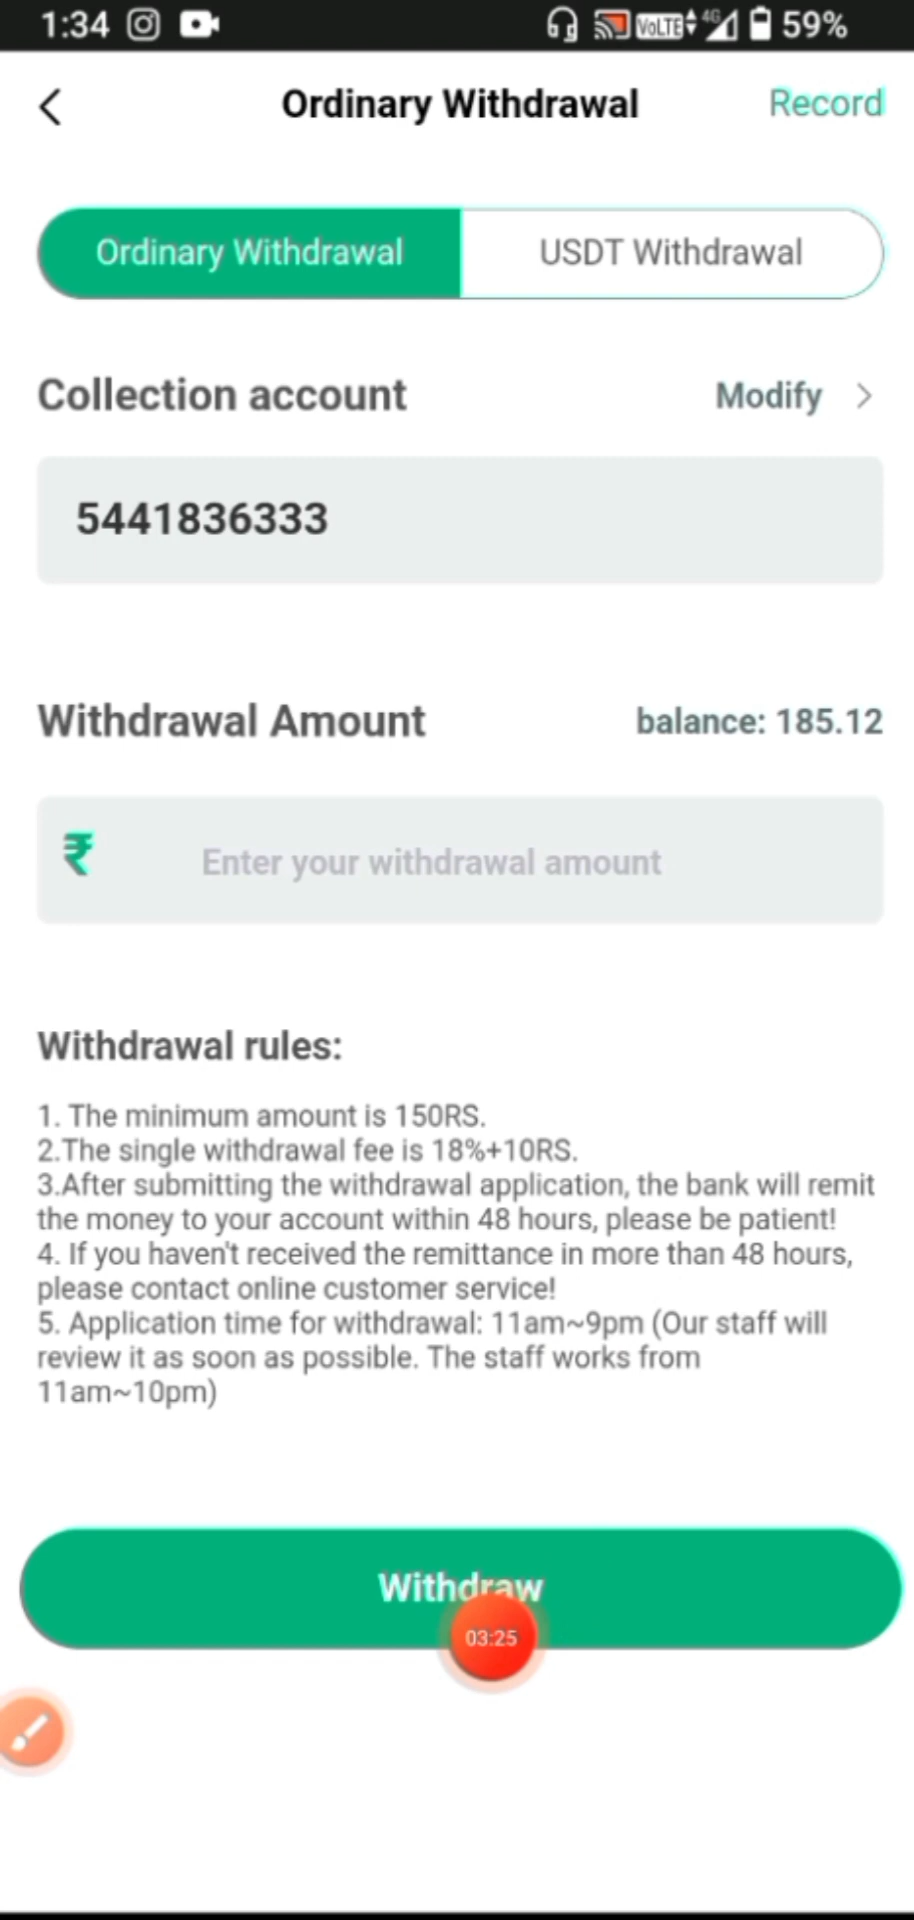 1:34 VoLTE 4G 59%
Ordinary Withdrawal Record
Ordinary Withdrawal USDT Withdrawal
Collection account Modify >
5441836333
Withdrawal Amount balance: 185.12
₹ Enter your withdrawal amount
Withdrawal rules:
1. The minimum amount is 150RS.
2.The single withdrawal fee is 18%+10RS.
3.After submitting the withdrawal application, the bank will remit
the money to your account within 48 hours, please be patient!
4. If you haven't received the remittance in more than 48 hours,
please contact online customer service!
5. Application time for withdrawal: 11am~9pm (Our staff will
review it as soon as possible. The staff works from
11am~10pm)
Withdraw
03:25